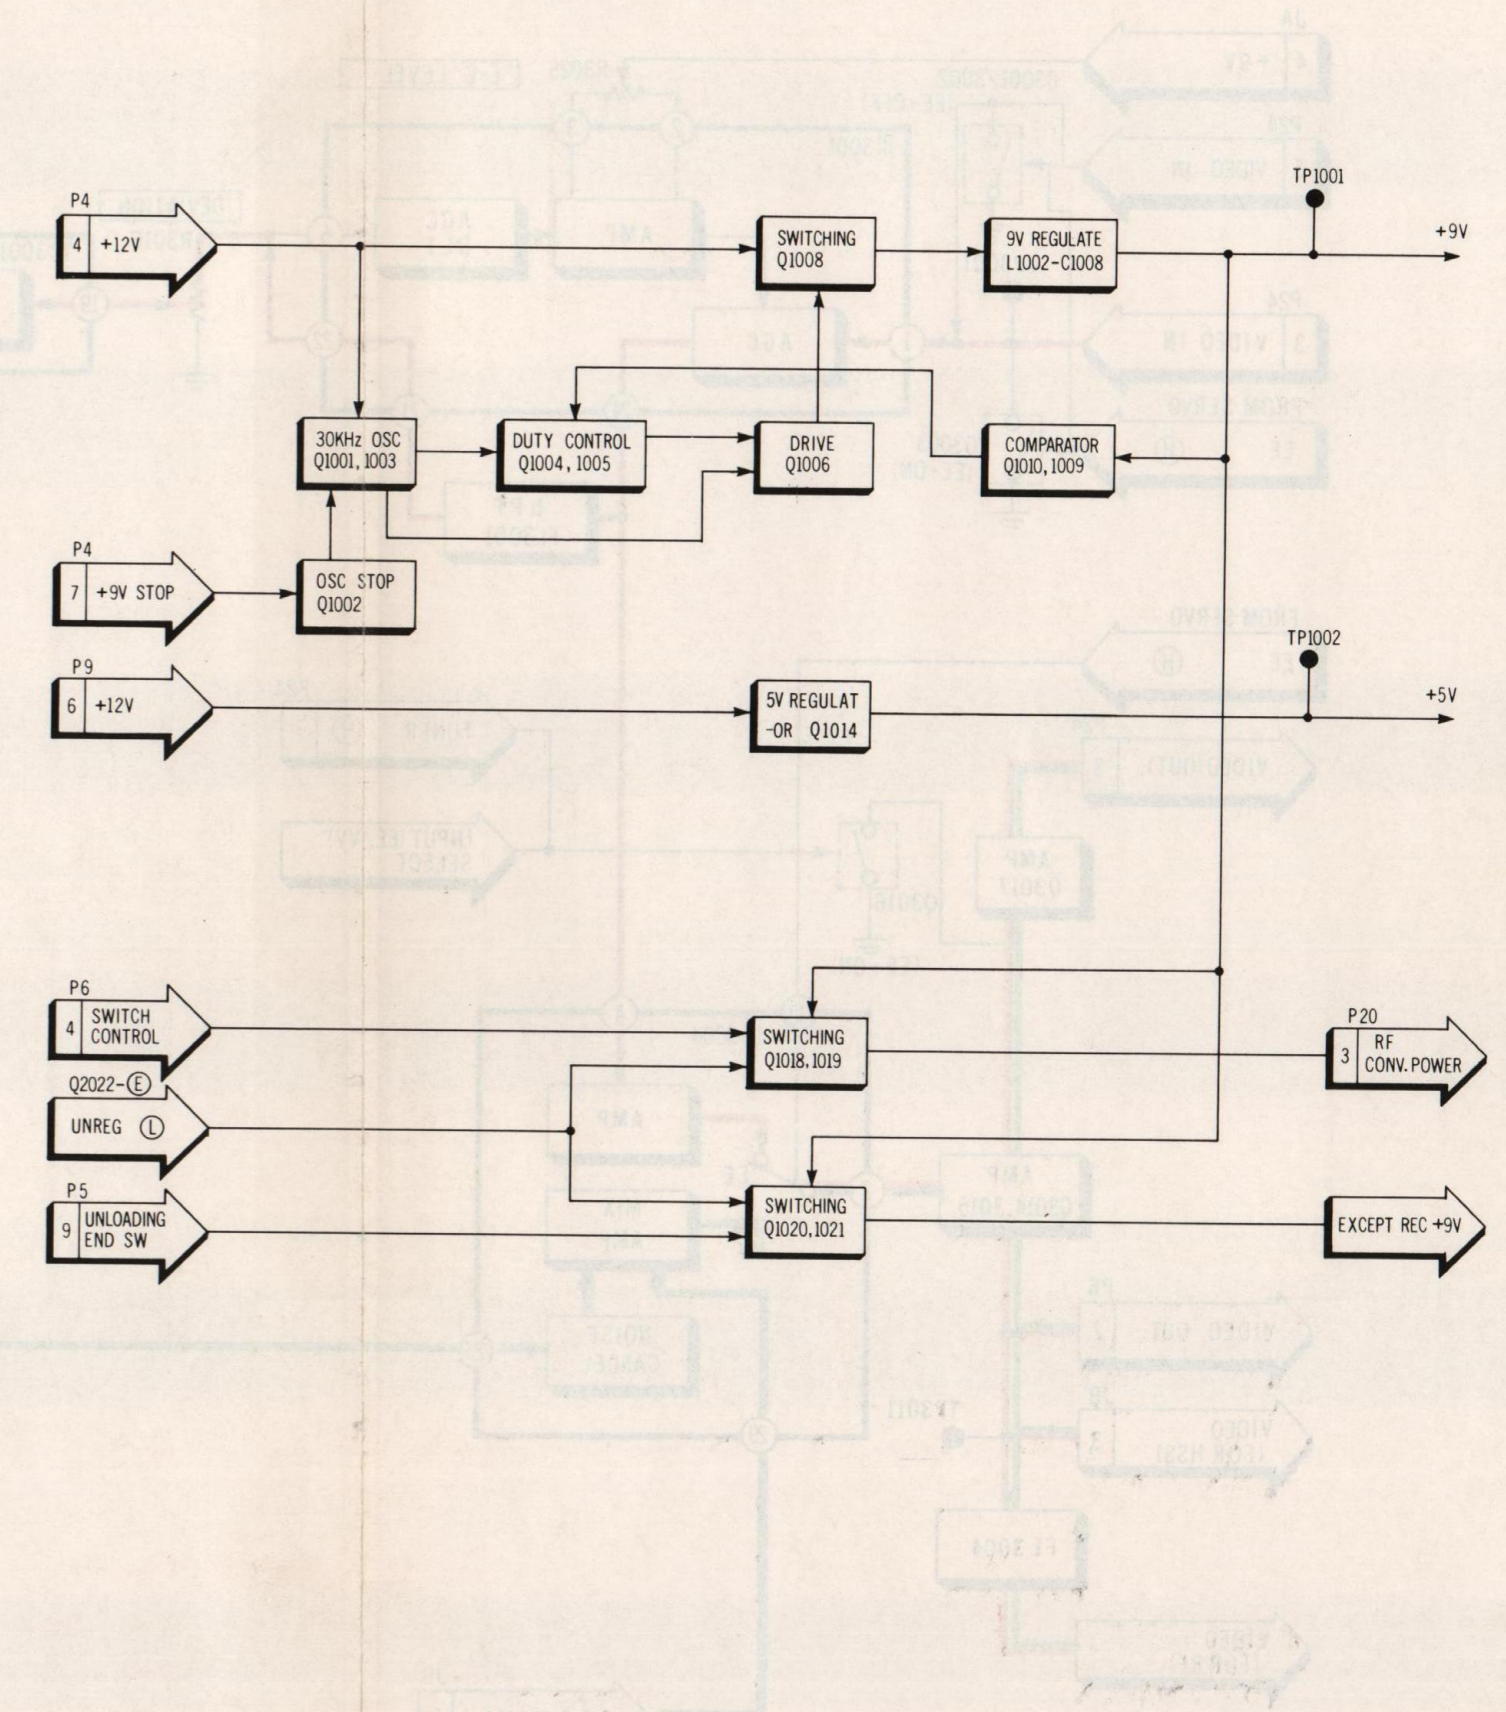 TP1001
P4
4 +12V
SWITCHING
Q1008
9V REGULATE
L1002-C1008
+9V
30KHz OSC
Q1001,1003
DUTY CONTROL
Q1004,1005
DRIVE
Q1006
COMPARATOR
Q1010,1009
P4
7 +9V STOP
OSC STOP
Q1002
TP1002
P9
6 +12V
5V REGULAT
-OR Q1014
+5V
P6
4 SWITCH
CONTROL
SWITCHING
Q1018,1019
P20
3 RF
CONV.POWER
Q2022-Ⓔ
UNREG Ⓛ
P5
9 UNLOADING
END SW
SWITCHING
Q1020,1021
EXCEPT REC +9V